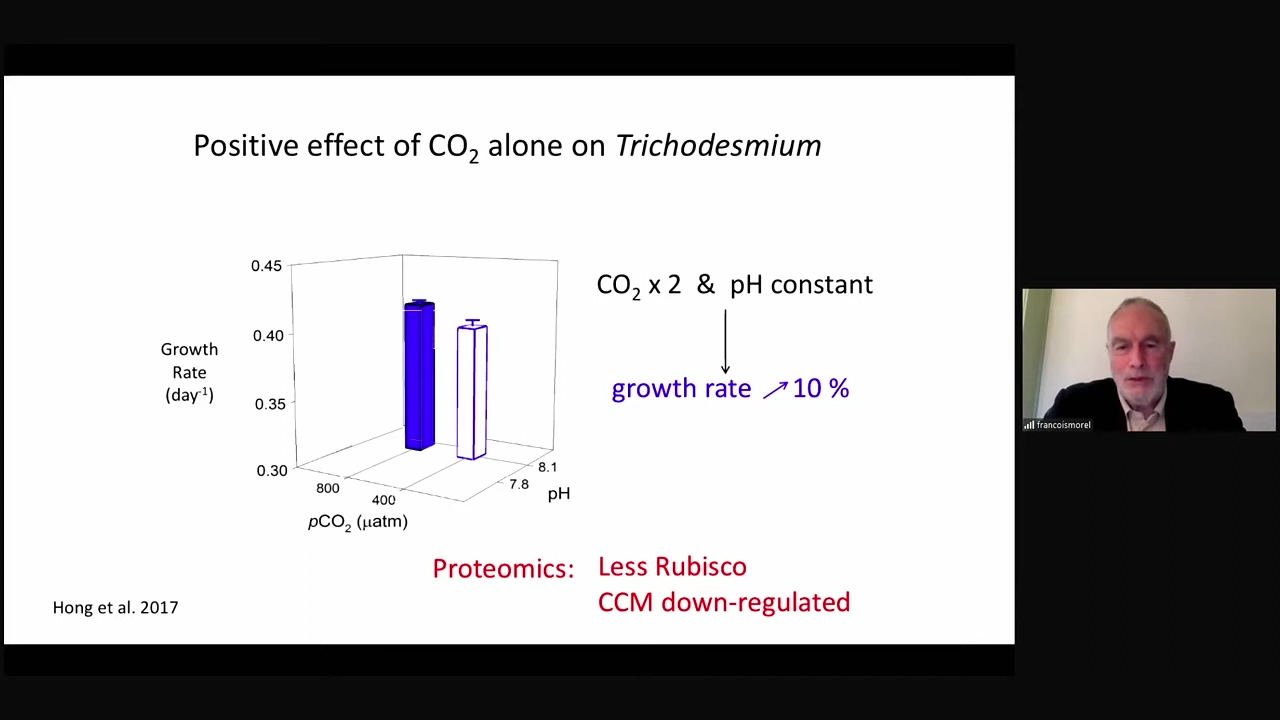 Positive effect of CO₂ alone on Trichodesmium
0.45
0.40
0.35
0.30
Growth
Rate
(day⁻¹)
800
400
pCO₂ (µatm)
7.8
8.1
pH
CO₂ x 2 & pH constant
growth rate ↗ 10 %
Proteomics: Less Rubisco
CCM down-regulated
Hong et al. 2017
francoismorel